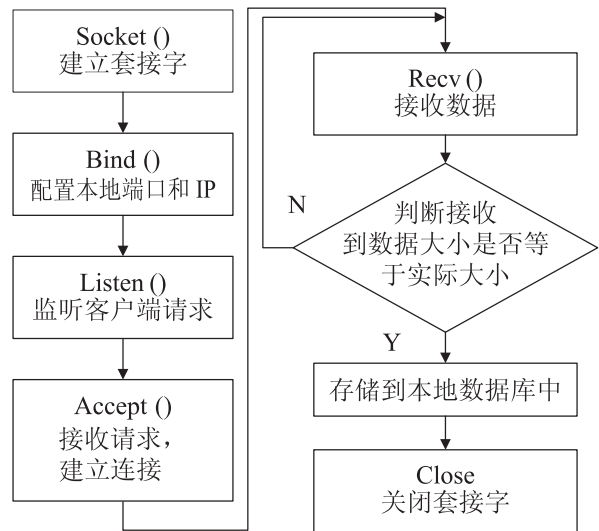 Socket ()
建立套接字
Bind ()
配置本地端口和 IP
Listen ()
监听客户端请求
Accept ()
接收请求，
建立连接
Recv ()
接收数据
判断接收
到数据大小是否等
于实际大小
N
Y
存储到本地数据库中
Close
关闭套接字